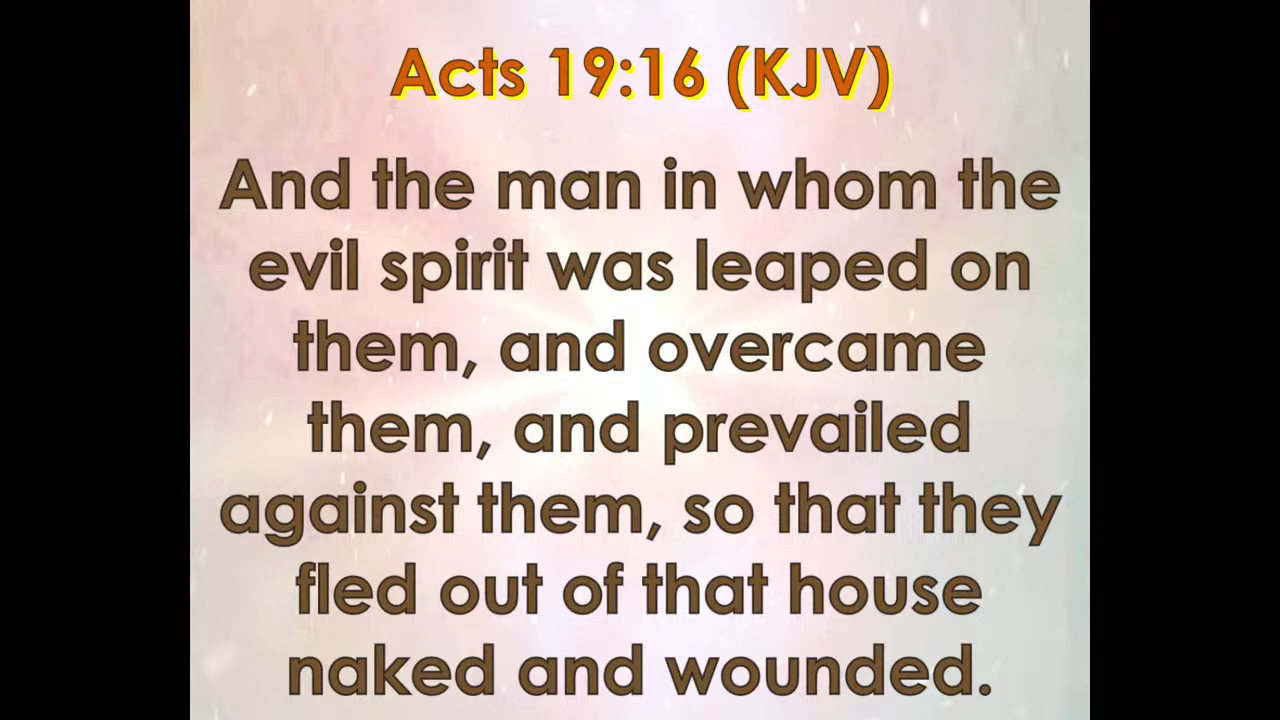 Acts 19:16 (KJV)
And the man in whom the
evil spirit was leaped on
them, and overcame
them, and prevailed
against them, so that they
fled out of that house
naked and wounded.